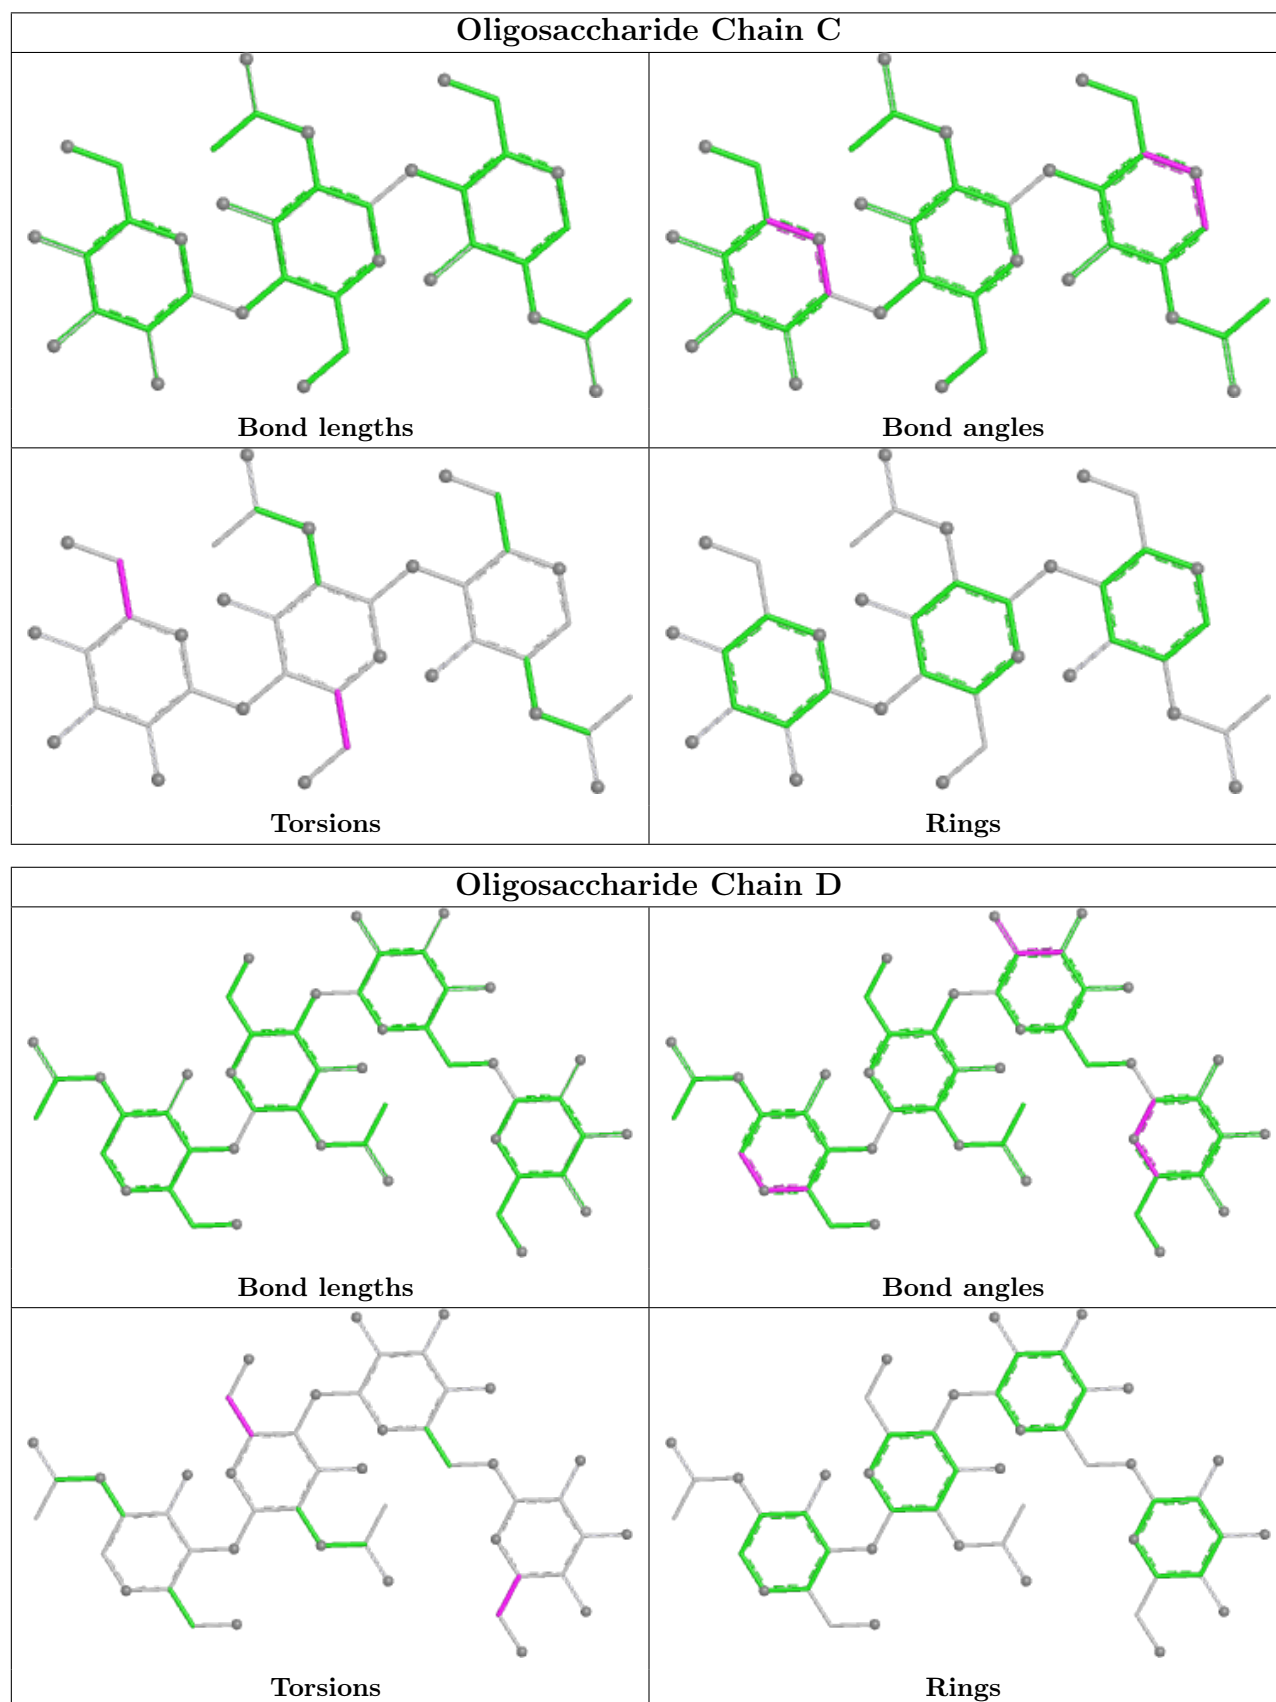 Oligosaccharide Chain C
Bond lengths
Bond angles
Torsions
Rings
Oligosaccharide Chain D
Bond lengths
Bond angles
Torsions
Rings